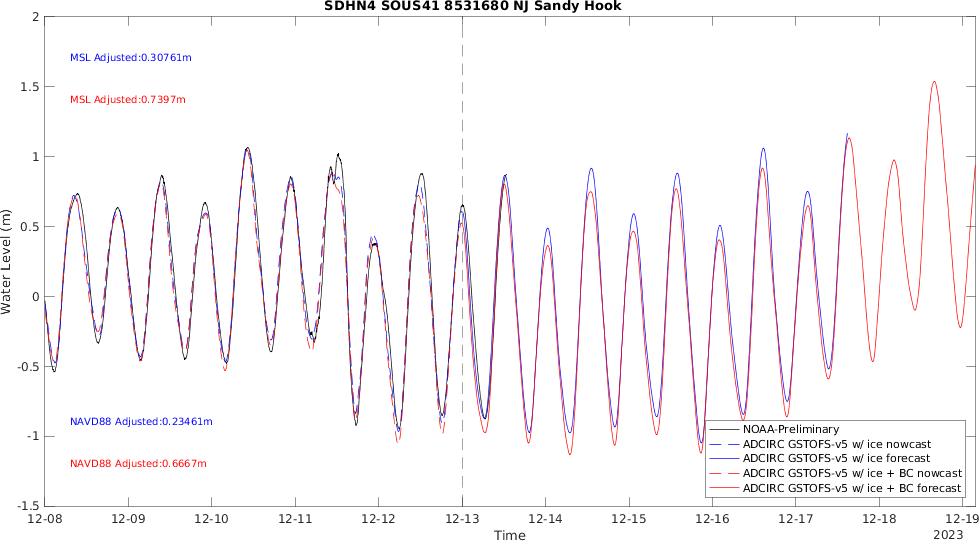 SDHN4 SOUS41 8531680 NJ Sandy Hook
2
1.5
1
0.5
0
-0.5
-1
-1.5
Water Level (m)
MSL Adjusted:0.30761m
MSL Adjusted:0.7397m
NAVD88 Adjusted:0.23461m
NAVD88 Adjusted:0.6667m
NOAA-Preliminary
ADCIRC GSTOFS-v5 w/ ice nowcast
ADCIRC GSTOFS-v5 w/ ice forecast
ADCIRC GSTOFS-v5 w/ ice + BC nowcast
ADCIRC GSTOFS-v5 w/ ice + BC forecast
12-08 12-09 12-10 12-11 12-12 12-13 12-14 12-15 12-16 12-17 12-18 12-19
Time
2023